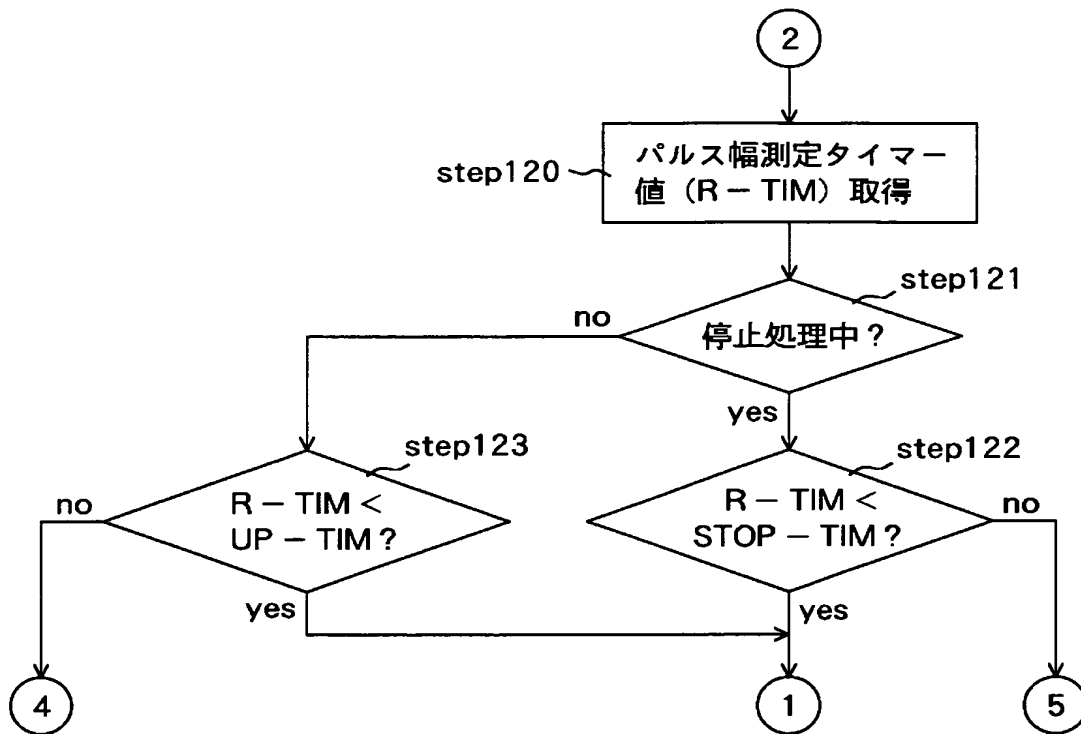 2
step120
パルス幅測定タイマー
値（R－TIM）取得
step121
no
停止処理中？
yes
step123
step122
no
R－TIM＜
UP－TIM？
R－TIM＜
STOP－TIM？
no
yes
yes
4
1
5